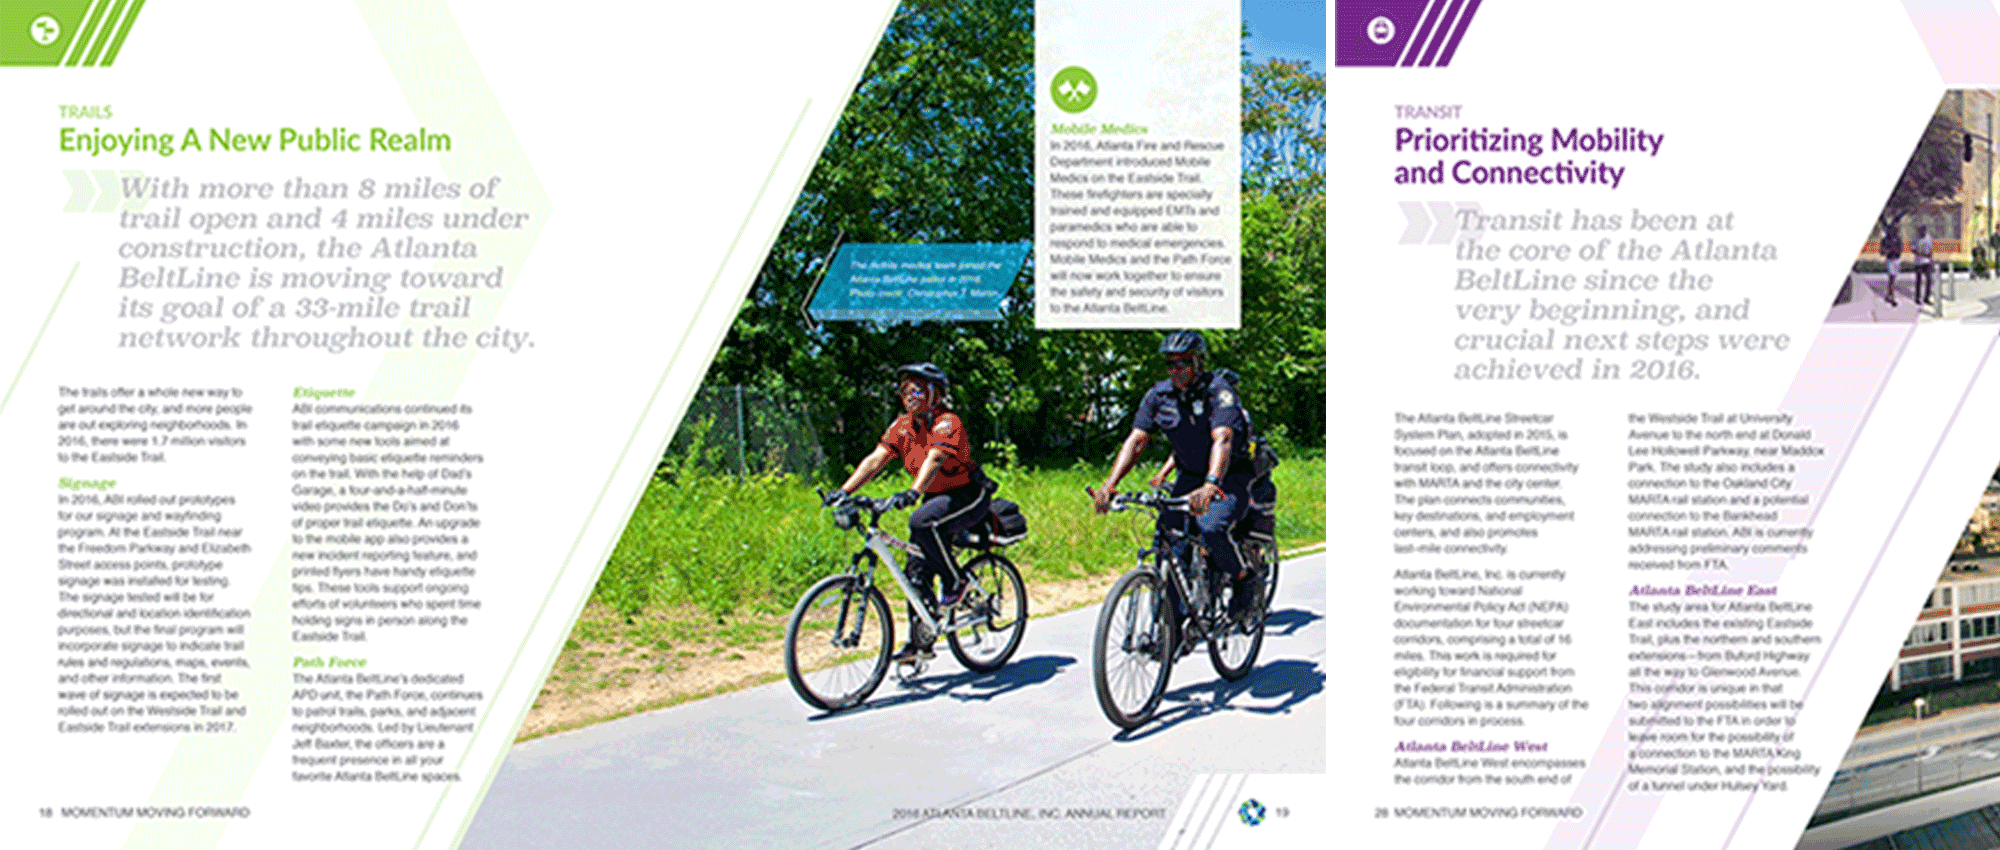 TRAILS
Enjoying A New Public Realm
With more than 8 miles of
trail open and 4 miles under
construction, the Atlanta
BeltLine is moving toward
its goal of a 33-mile trail
network throughout the city.
The trails offer a whole new way to
get around the city, and more people
are out exploring neighborhoods. In
2016, there were 1.7 million visitors
to the Eastside Trail.
Signage
In 2016, ABI rolled out prototypes
for our signage and wayfinding
program. At the Eastside Trail near
the Freedom Parkway and Elizabeth
Street access points, prototype
signage was installed for testing.
The signage tested will be for
directional and location identification
purposes, but the final program will
incorporate signage to indicate trail
rules and regulations, maps, events,
and other information. The first
wave of signage is expected to be
rolled out on the Westside Trail and
Eastside Trail extensions in 2017.
Etiquette
ABI communications continued its
trail etiquette campaign in 2016
with some new tools aimed at
conveying basic etiquette reminders
on the trail. With the help of Dad's
Garage, a four-and-a-half-minute
video provides the Do's and Don'ts
of proper trail etiquette. An upgrade
to the mobile app also provides a
new incident reporting feature, and
printed flyers have handy etiquette
tips. These tools support ongoing
efforts of volunteers who spent time
holding signs in person along the
Eastside Trail.
Path Force
The Atlanta BeltLine's dedicated
APD unit, the Path Force, continues
to patrol trails, parks, and adjacent
neighborhoods. Led by Lieutenant
Jeff Baxter, the officers are a
frequent presence in all your
favorite Atlanta BeltLine spaces.
18 MOMENTUM MOVING FORWARD
The mobile medics team joined the
Atlanta BeltLine patrol in 2016.
Photo credit: Christopher T. Martin
Mobile Medics
In 2016, Atlanta Fire and Rescue
Department introduced Mobile
Medics on the Eastside Trail.
These firefighters are specially
trained and equipped EMTs and
paramedics who are able to
respond to medical emergencies.
Mobile Medics and the Path Force
will now work together to ensure
the safety and security of visitors
to the Atlanta BeltLine.
2016 ATLANTA BELTLINE, INC. ANNUAL REPORT 19
TRANSIT
Prioritizing Mobility
and Connectivity
Transit has been at
the core of the Atlanta
BeltLine since the
very beginning, and
crucial next steps were
achieved in 2016.
The Atlanta BeltLine Streetcar
System Plan, adopted in 2015, is
focused on the Atlanta BeltLine
transit loop, and offers connectivity
with MARTA and the city center.
The plan connects communities,
key destinations, and employment
centers, and also promotes
last-mile connectivity.
Atlanta BeltLine, Inc. is currently
working toward National
Environmental Policy Act (NEPA)
documentation for four streetcar
corridors, comprising a total of 16
miles. This work is required for
eligibility for financial support from
the Federal Transit Administration
(FTA). Following is a summary of the
four corridors in process.
Atlanta BeltLine West
Atlanta BeltLine West encompasses
the corridor from the south end of
the Westside Trail at University
Avenue to the north end at Donald
Lee Hollowell Parkway, near Maddox
Park. The study also includes a
connection to the Oakland City
MARTA rail station and a potential
connection to the Bankhead
MARTA rail station. ABI is currently
addressing preliminary comments
received from FTA.
Atlanta BeltLine East
The study area for Atlanta BeltLine
East includes the existing Eastside
Trail, plus the northern and southern
extensions—from Buford Highway
all the way to Glenwood Avenue.
This corridor is unique in that
two alignment possibilities will be
submitted to the FTA in order to
leave room for the possibility of
a connection to the MARTA King
Memorial Station, and the possibility
of a tunnel under Hulsey Yard.
28 MOMENTUM MOVING FORWARD